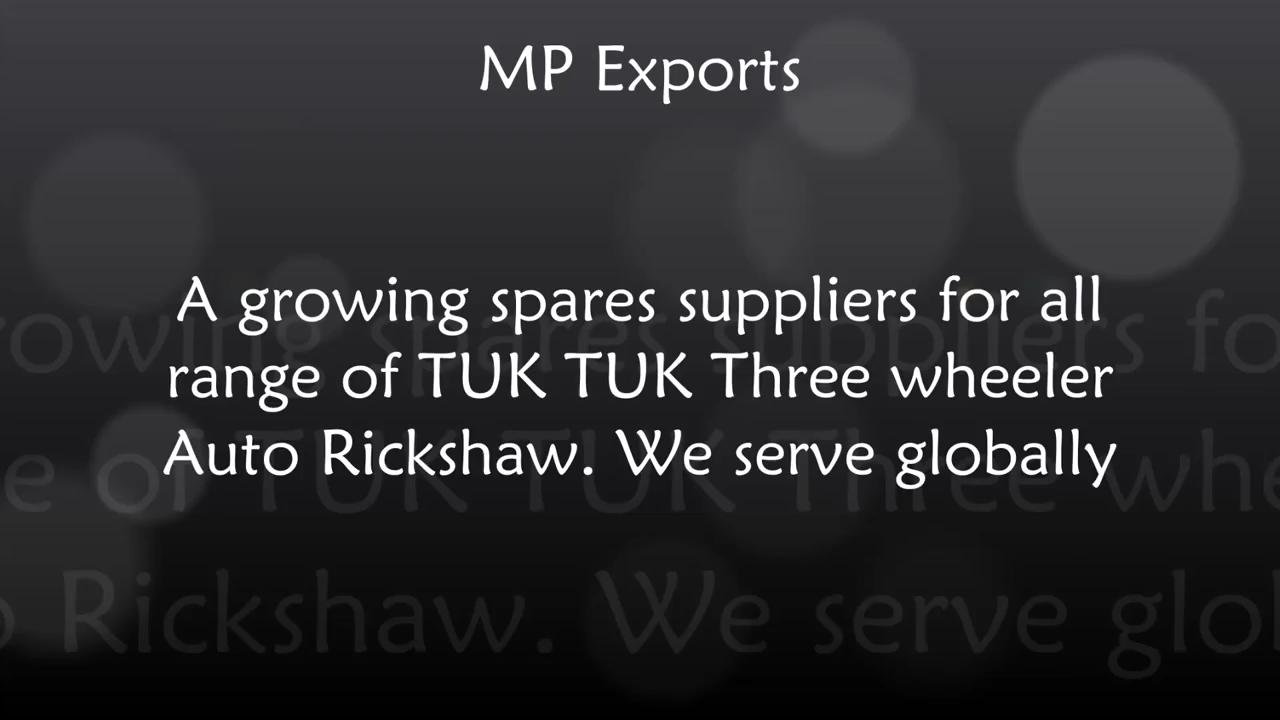 MP Exports
A growing spares suppliers for all
range of TUK TUK Three wheeler
Auto Rickshaw. We serve globally